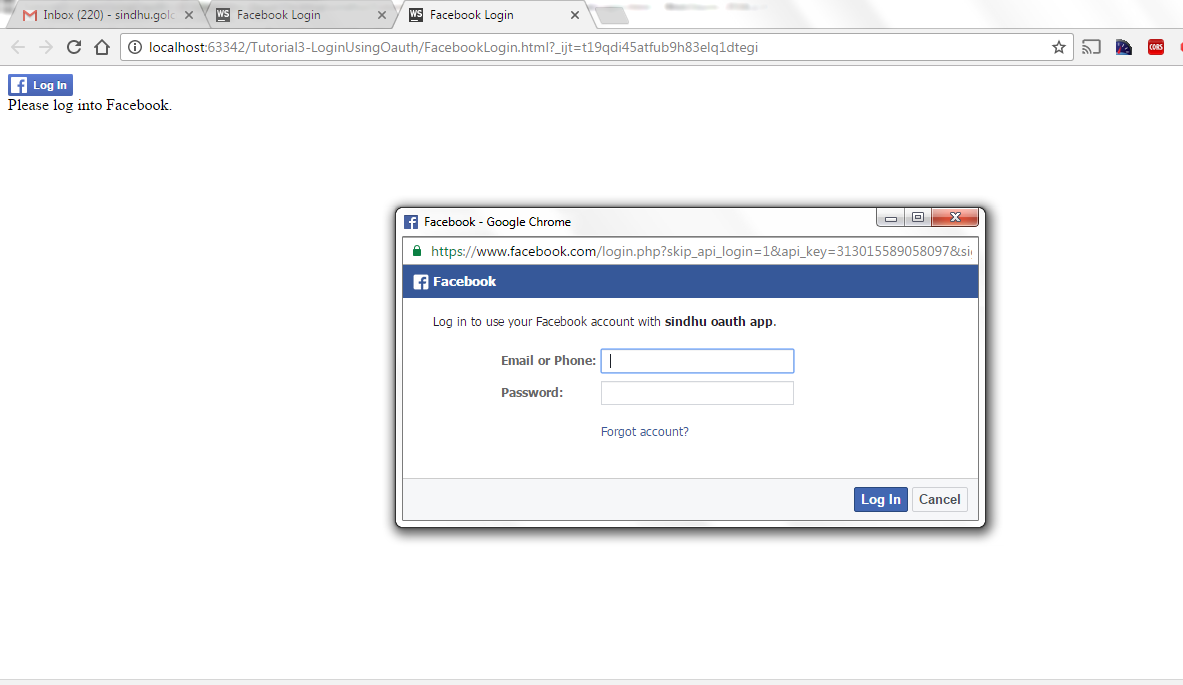 Inbox (220) - sindhu.golc
WS Facebook Login
WS Facebook Login
localhost:63342/Tutorial3-LoginUsingOauth/FacebookLogin.html?_ijt=t19qdi45atfub9h83elq1dtegi
CORS
f Log In
Please log into Facebook.
Facebook - Google Chrome
https://www.facebook.com/login.php?skip_api_login=1&api_key=313015589058097&si
Facebook
Log in to use your Facebook account with sindhu oauth app.
Email or Phone:
Password:
Forgot account?
Log In Cancel